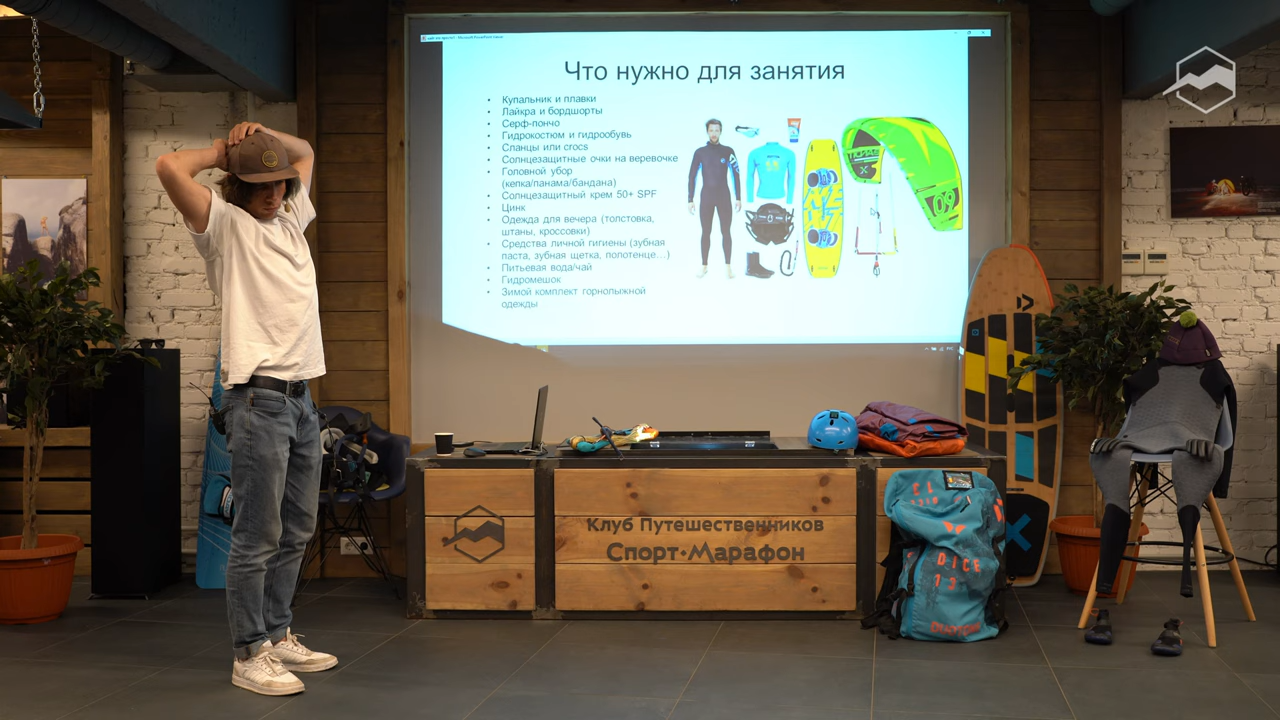 Что нужно для занятия
• Купальник и плавки
• Лайкра и бордшорты
• Серф-пончо
• Гидрокостюм и гидрообувь
• Сланцы или crocs
• Солнцезащитные очки на веревочке
• Головной убор
(кепка/панама/бандана)
• Солнцезащитный крем 50+ SPF
• Цинк
• Одежда для вечера (толстовка,
штаны, кроссовки)
• Средства личной гигиены (зубная
паста, зубная щетка, полотенце...)
• Питьевая вода/чай
• Гидромешок
• Зимой комплект горнолыжной
одежды
Клуб Путешественников
Спорт-Марафон
DICE
13